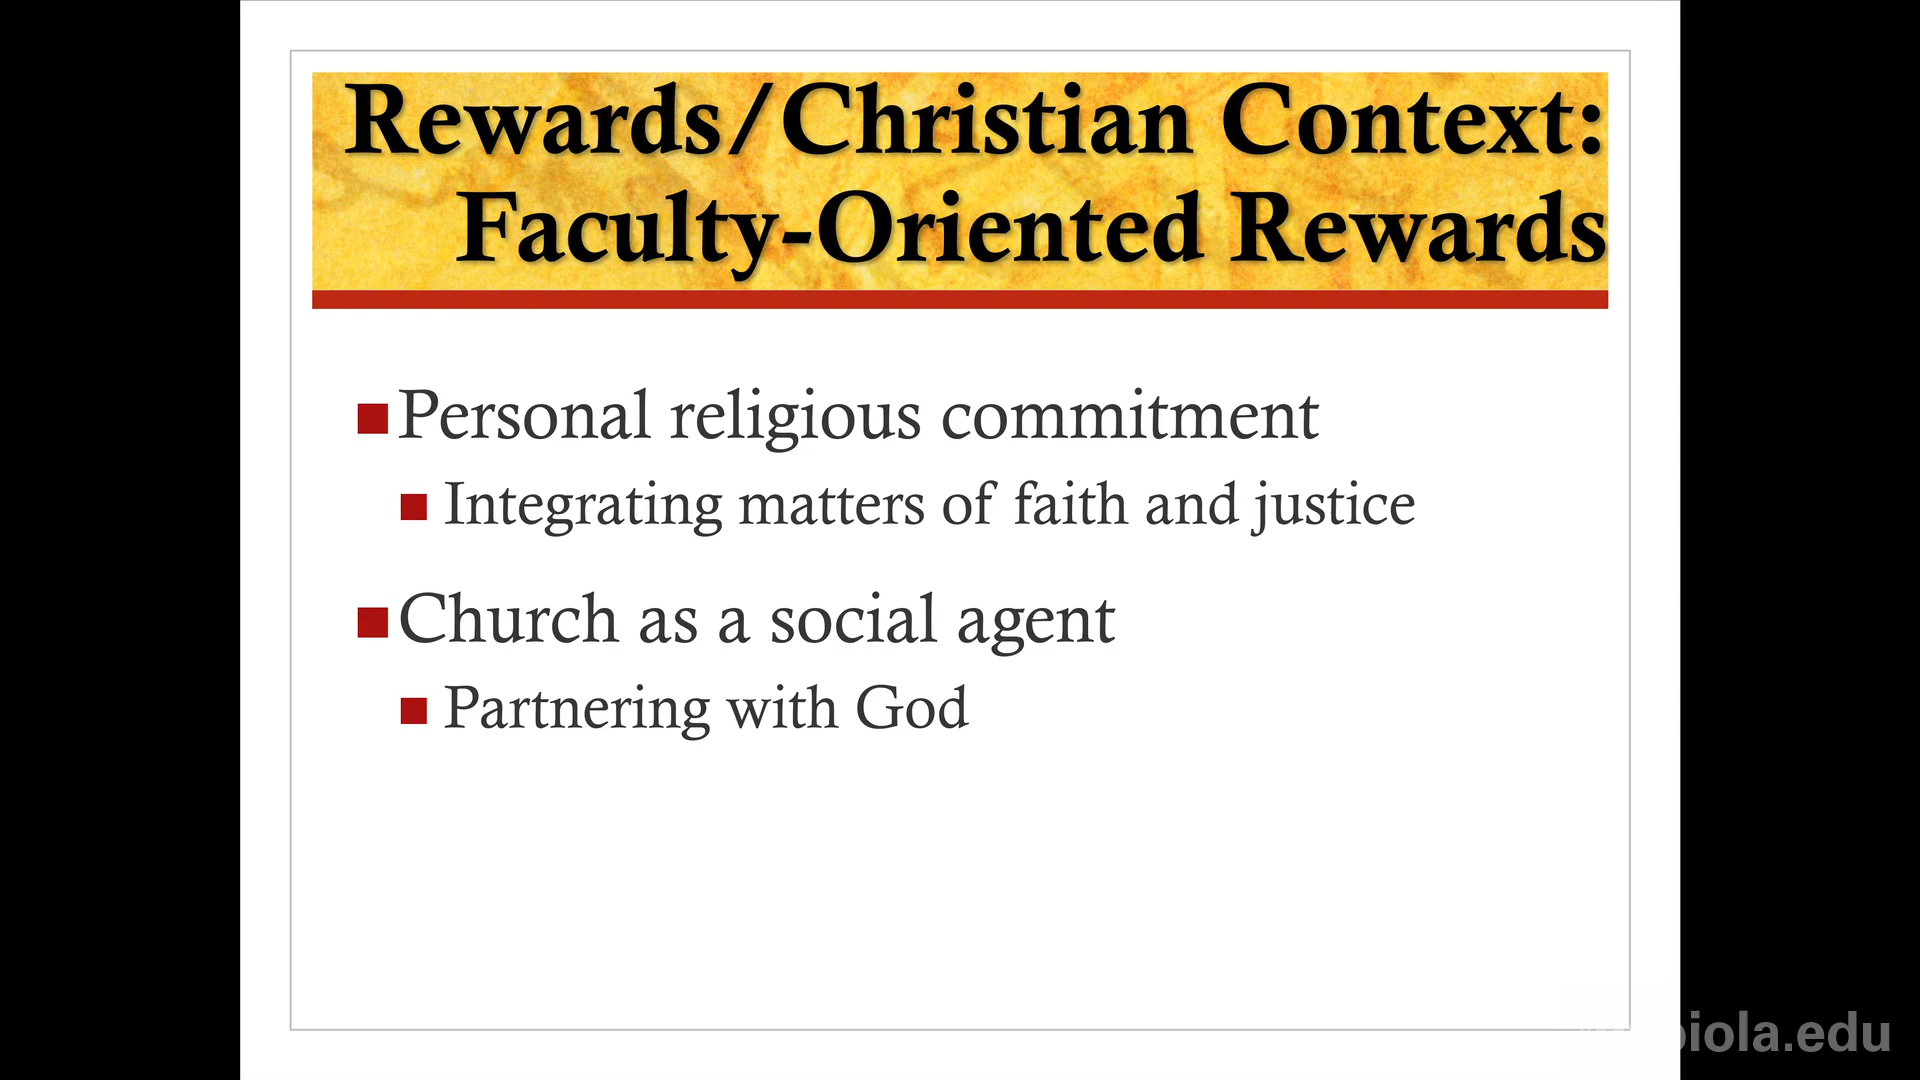 Rewards/Christian Context:
Faculty-Oriented Rewards
Personal religious commitment
Integrating matters of faith and justice
Church as a social agent
Partnering with God
biola.edu